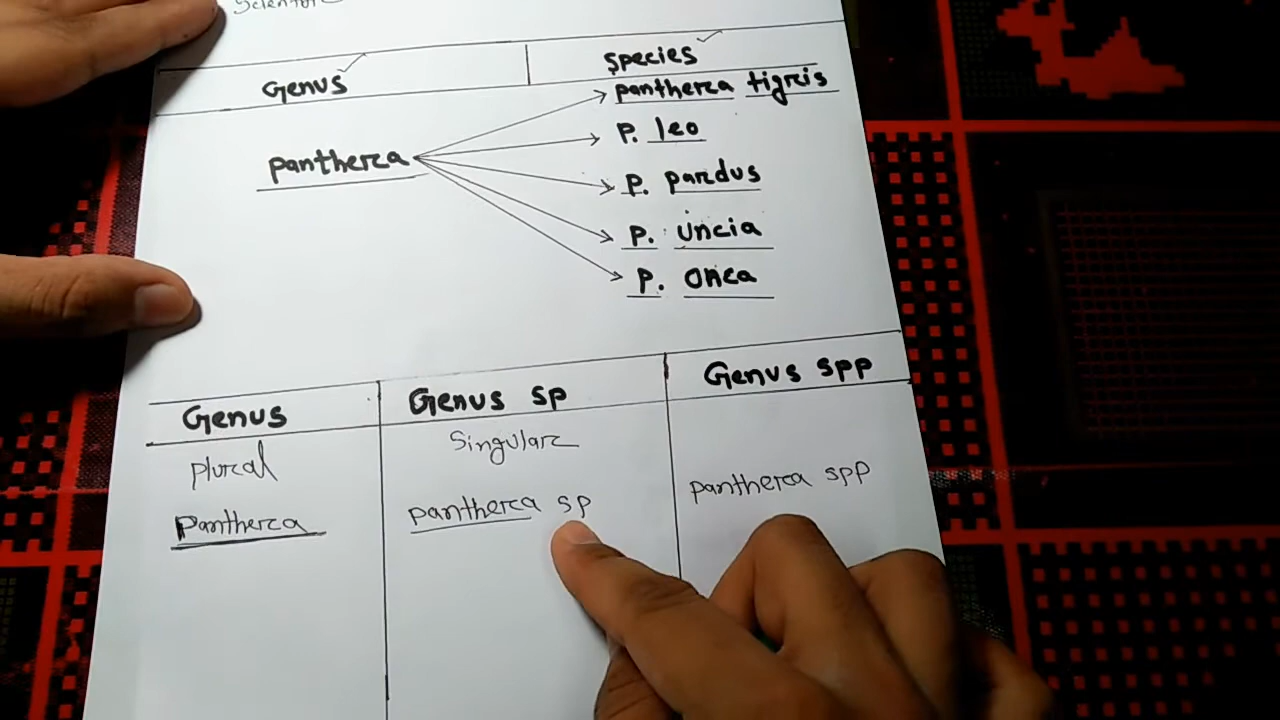 Genus
Species
panthera tigris
P. leo
panthera
P. pardus
P. uncia
P. onca
Genus
Genus sp
Genus spp
plural
Singular
Panthera
panthera sp
panthera spp